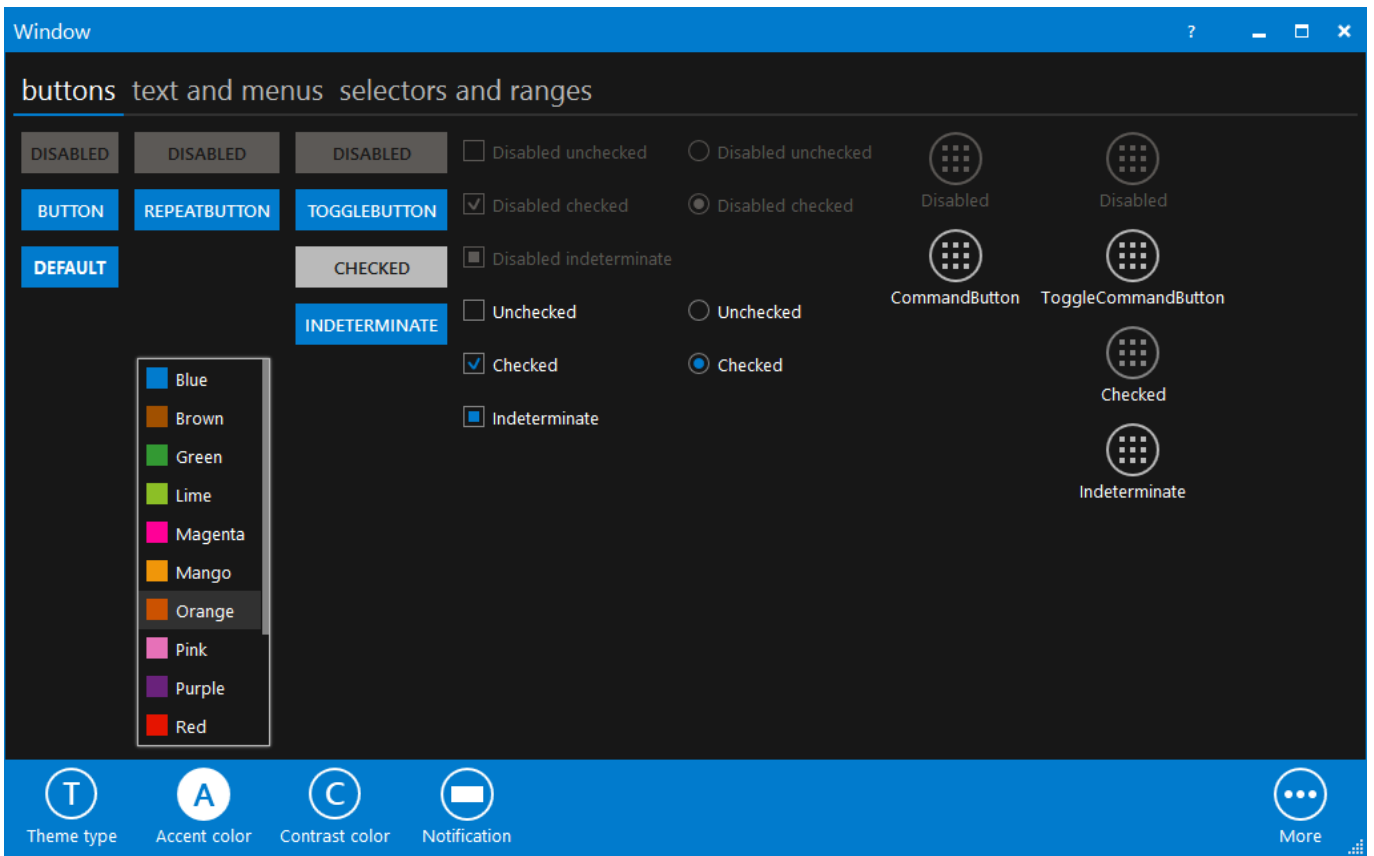 Window ?
buttons text and menus selectors and ranges
DISABLED DISABLED DISABLED Disabled unchecked Disabled unchecked
Disabled Disabled
BUTTON REPEATBUTTON TOGGLEBUTTON Disabled checked Disabled checked
DEFAULT CHECKED Disabled indeterminate
CommandButton ToggleCommandButton
INDETERMINATE Unchecked Unchecked
Checked Checked
Checked
Indeterminate
Indeterminate
Blue
Brown
Green
Lime
Magenta
Mango
Orange
Pink
Purple
Red
T A C
Theme type Accent color Contrast color Notification More